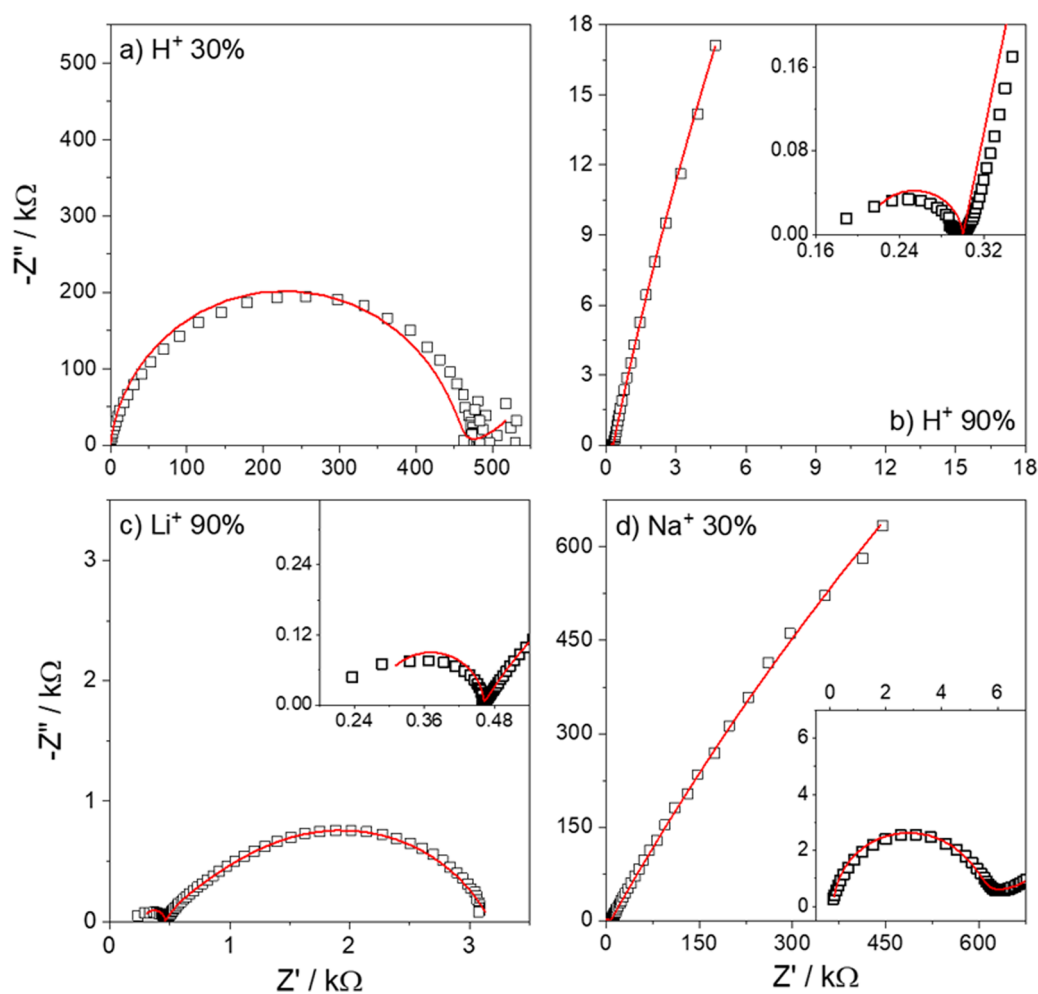 a) H⁺ 30%
550
500
400
300
200
100
0
0 100 200 300 400 500
-Z'' / kΩ
18
15
12
9
6
3
0
0 3 6 9 12 15 18
b) H⁺ 90%
0.16
0.08
0.00
0.16 0.24 0.32
c) Li⁺ 90%
3
2
1
0
0 1 2 3
-Z'' / kΩ
Z' / kΩ
0.24
0.12
0.00
0.24 0.36 0.48
d) Na⁺ 30%
600
450
300
150
0
0 150 300 450 600
Z' / kΩ
0 2 4 6
6
4
2
0